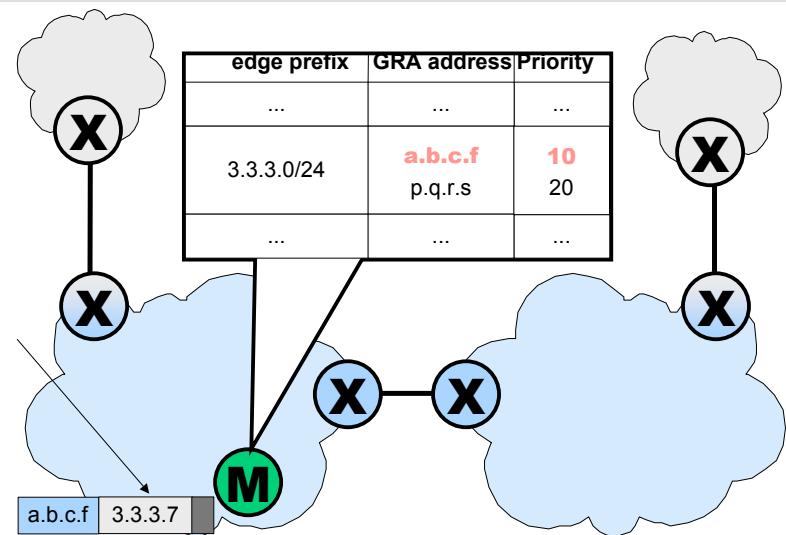 edge prefix GRA address Priority
... ... ...
3.3.3.0/24 a.b.c.f 10
p.q.r.s 20
... ... ...
X
X
X
X
X
X
M
a.b.c.f 3.3.3.7